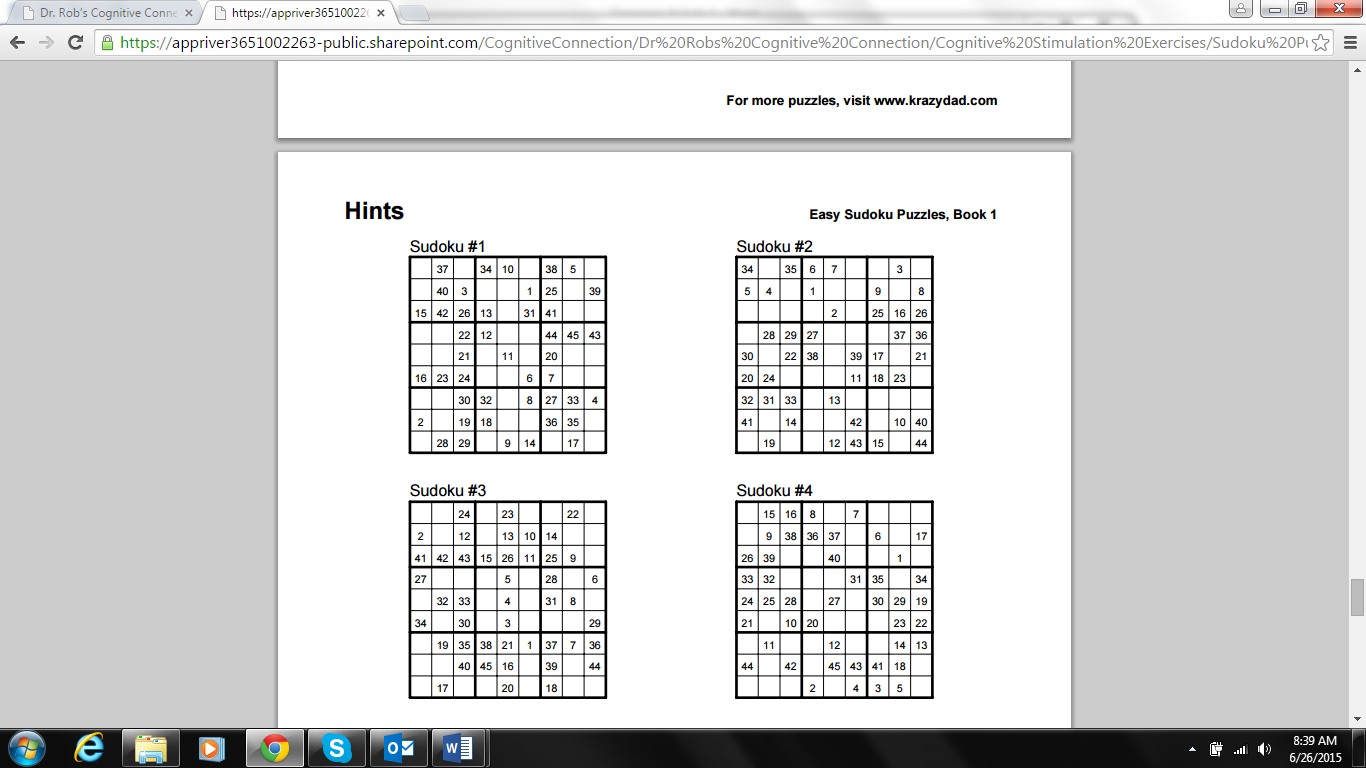 Dr. Rob's Cognitive Conne
https://appriver3651002263
https://appriver3651002263-public.sharepoint.com/CognitiveConnection/Dr%20Robs%20Cognitive%20Connection/Cognitive%20Stimulation%20Exercises/Sudoku%20Pu
For more puzzles, visit www.krazydad.com
Hints
Easy Sudoku Puzzles, Book 1
Sudoku #1
37 34 10 38 5
40 3 1 25 39
15 42 26 13 31 41
22 12 44 45 43
21 11 20
16 23 24 6 7
30 32 8 27 33 4
2 19 18 36 35
28 29 9 14 17
Sudoku #2
34 35 6 7 3
5 4 1 9 8
2 25 16 26
28 29 27 37 36
30 22 38 39 17 21
20 24 11 18 23
32 31 33 13
41 14 42 10 40
19 12 43 15 44
Sudoku #3
24 23 22
2 12 13 10 14
41 42 43 15 26 11 25 9
27 5 28 6
32 33 4 31 8
34 30 3 29
19 35 38 21 1 37 7 36
40 45 16 39 44
17 20 18
Sudoku #4
15 16 8 7
9 38 36 37 6 17
26 39 40 1
33 32 31 35 34
24 25 28 27 30 29 19
21 10 20 23 22
11 12 14 13
44 42 45 43 41 18
2 4 3 5
8:39 AM
6/26/2015